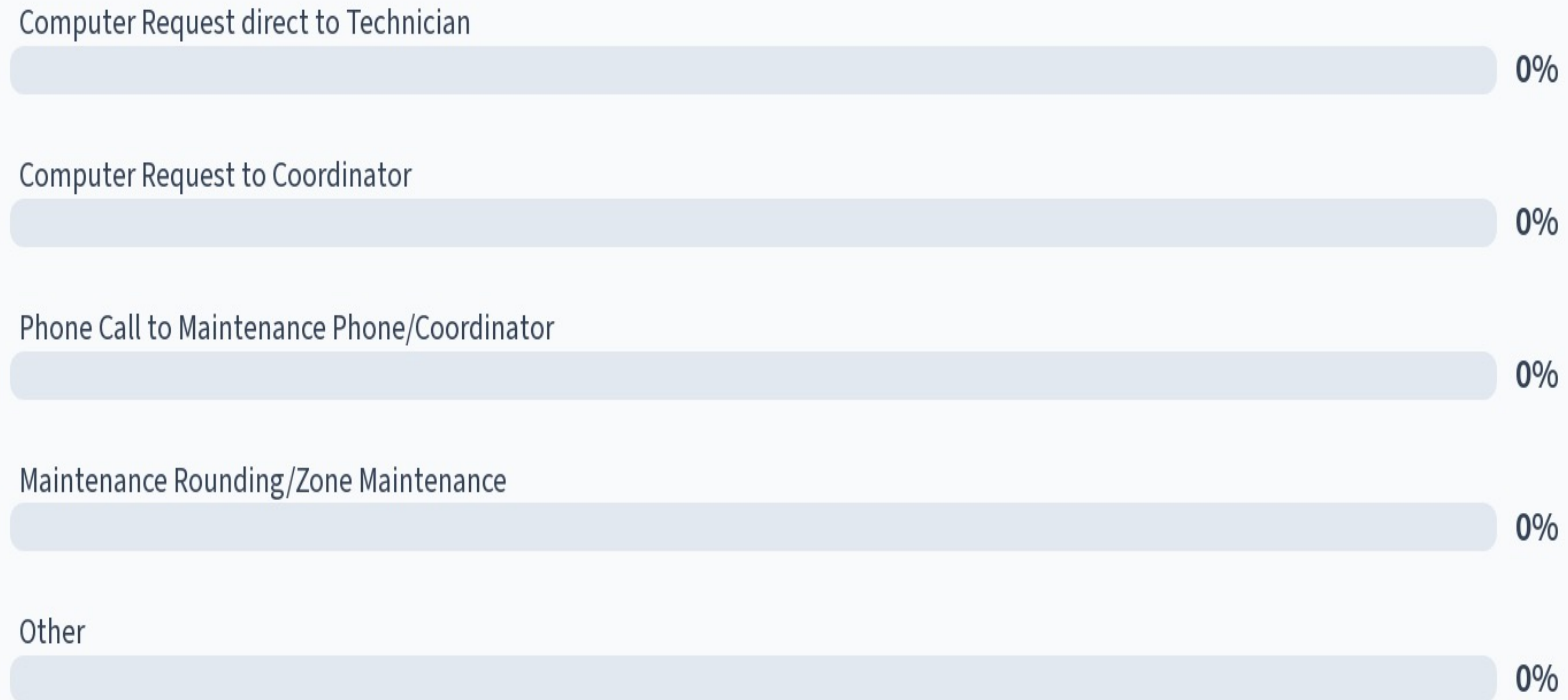 Computer Request direct to Technician
0%
Computer Request to Coordinator
0%
Phone Call to Maintenance Phone/Coordinator
0%
Maintenance Rounding/Zone Maintenance
0%
Other
0%